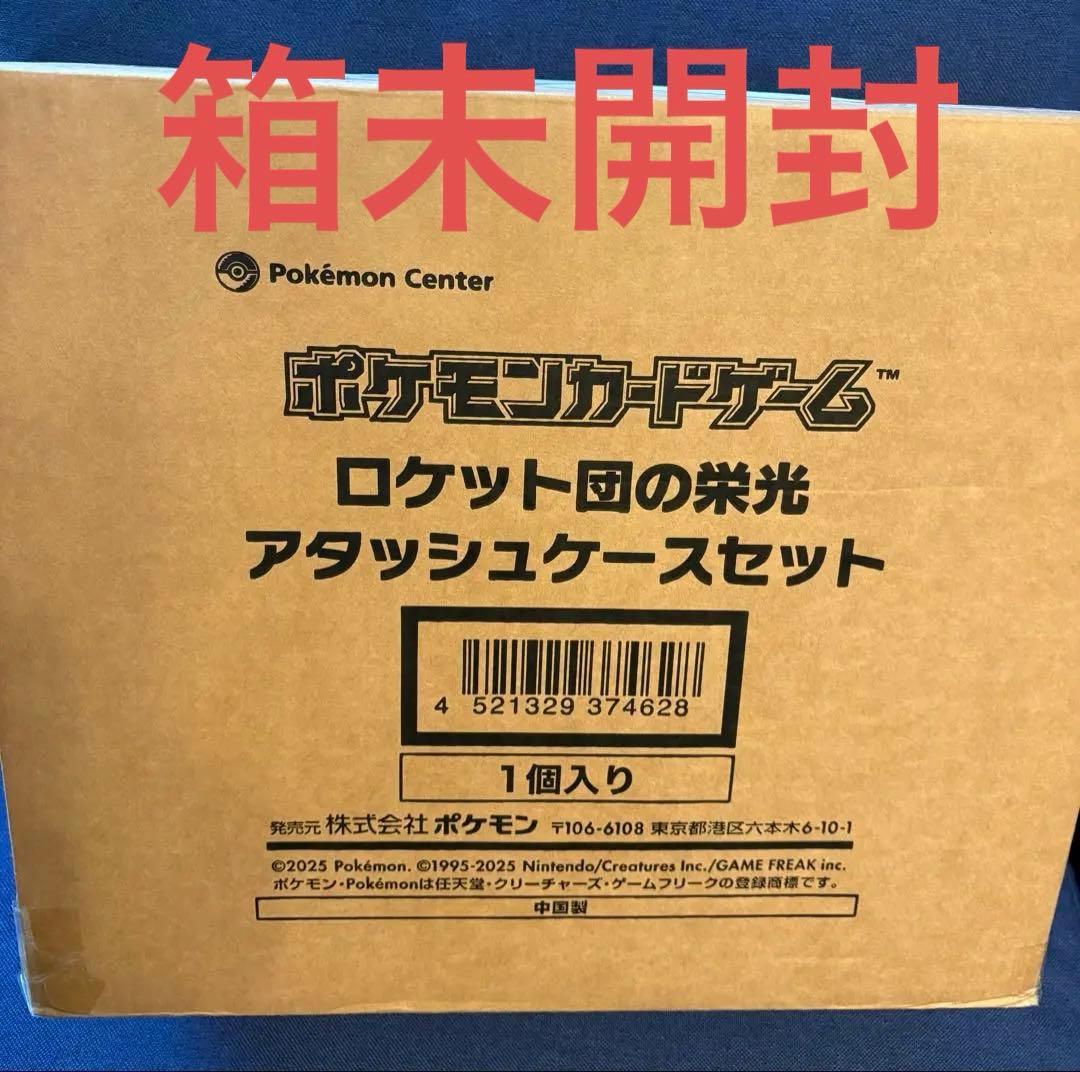 箱未開封
Pokémon Center
ポケモンカードゲーム™
ロケット団の栄光
アタッシュケースセット
4 521329 374628
1個入り
発売元 株式会社ポケモン 〒106-6108 東京都港区六本木6-10-1
©2025 Pokémon. ©1995-2025 Nintendo/Creatures Inc./GAME FREAK inc.
ポケモン・Pokémonは任天堂・クリーチャーズ・ゲームフリークの登録商標です。
中国製